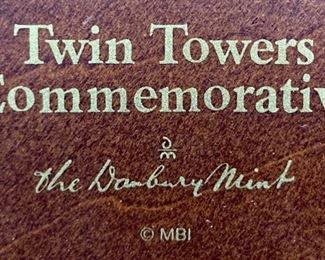 Twin Towers
Commemorativ
the Danbury Mint
© MBI